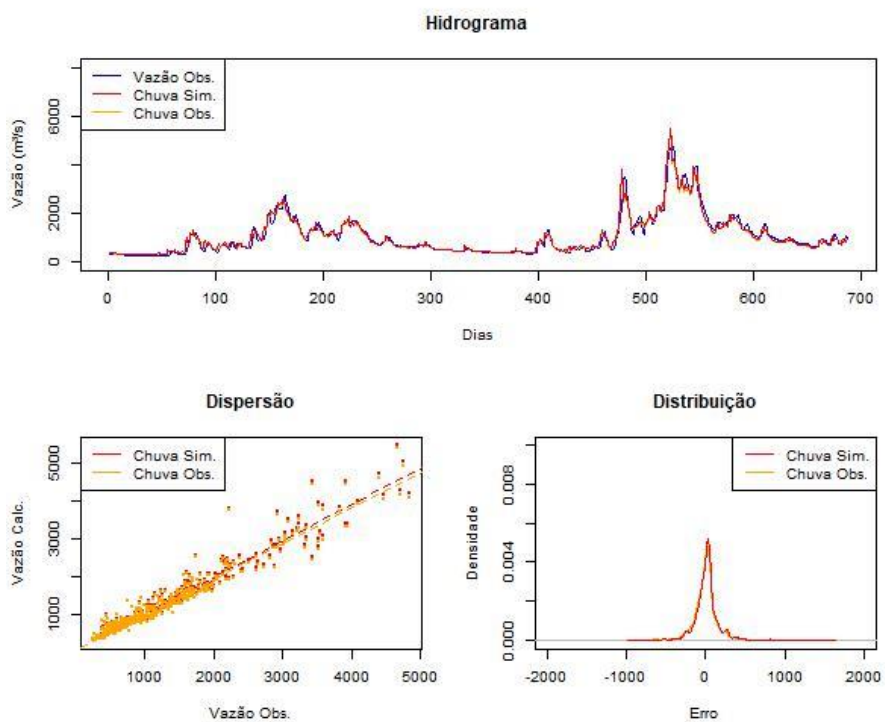 Hidrograma
Vazão (m³/s)
6000
2000
0
Vazão Obs.
Chuva Sim.
Chuva Obs.
0 100 200 300 400 500 600 700
Dias
Dispersão
Vazão Calc.
5000
3000
1000
Chuva Sim.
Chuva Obs.
1000 2000 3000 4000 5000
Vazão Obs.
Distribuição
Densidade
0.008
0.004
0.000
Chuva Sim.
Chuva Obs.
-2000 -1000 0 1000 2000
Erro